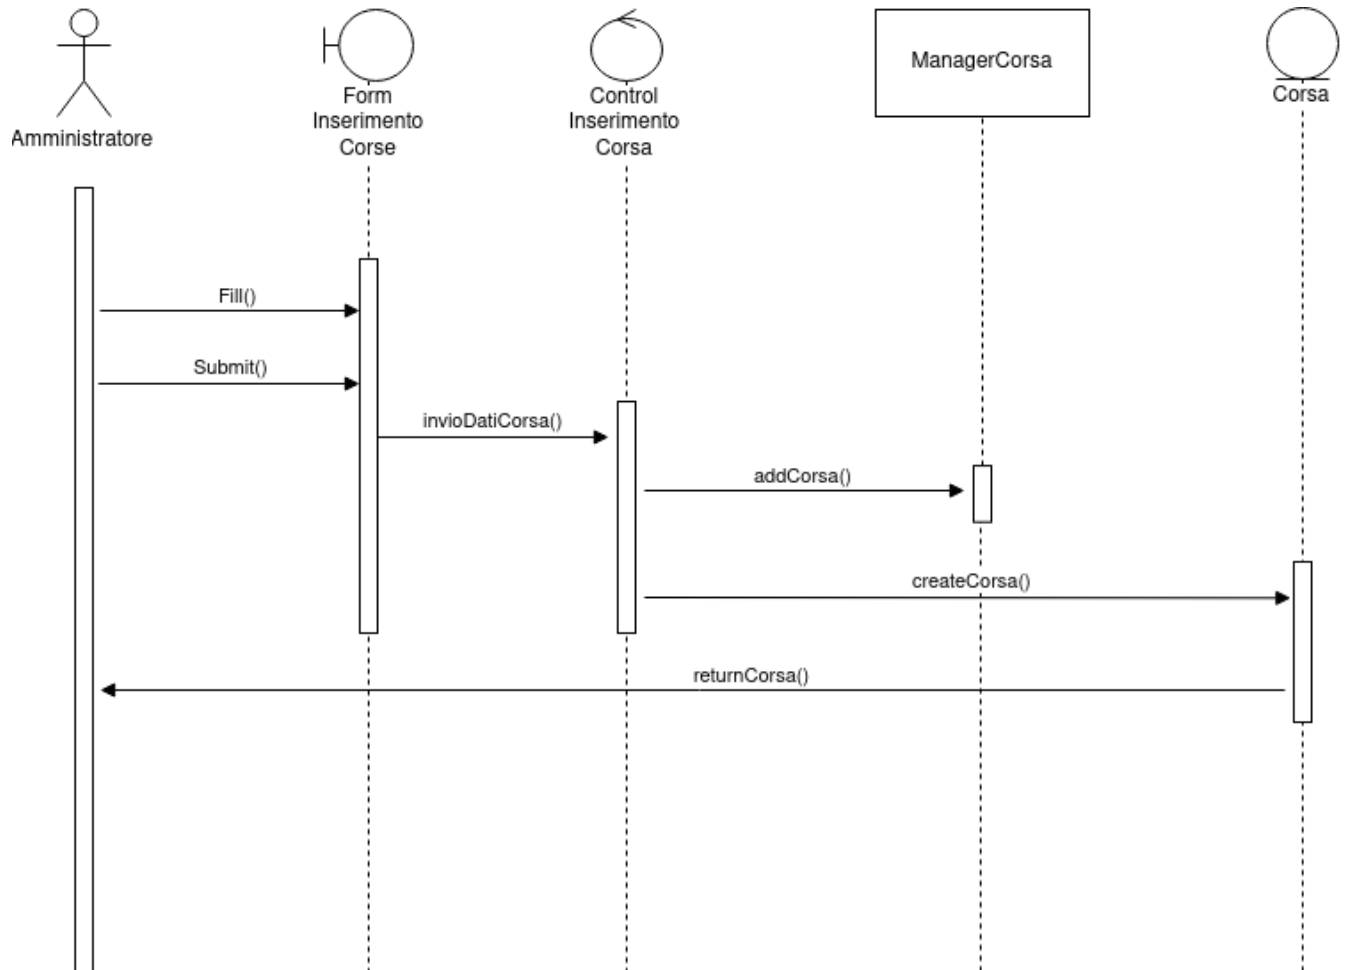 Amministratore
Form
Inserimento
Corse
Control
Inserimento
Corsa
ManagerCorsa
Corsa
Fill()
Submit()
invioDatiCorsa()
addCorsa()
createCorsa()
returnCorsa()